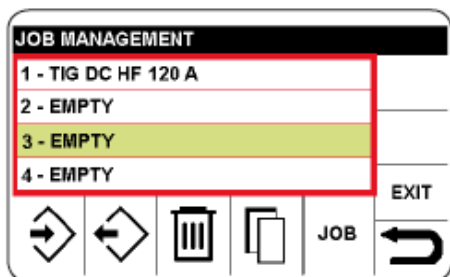 JOB MANAGEMENT
1 - TIG DC HF 120 A
2 - EMPTY
3 - EMPTY
4 - EMPTY
EXIT
JOB